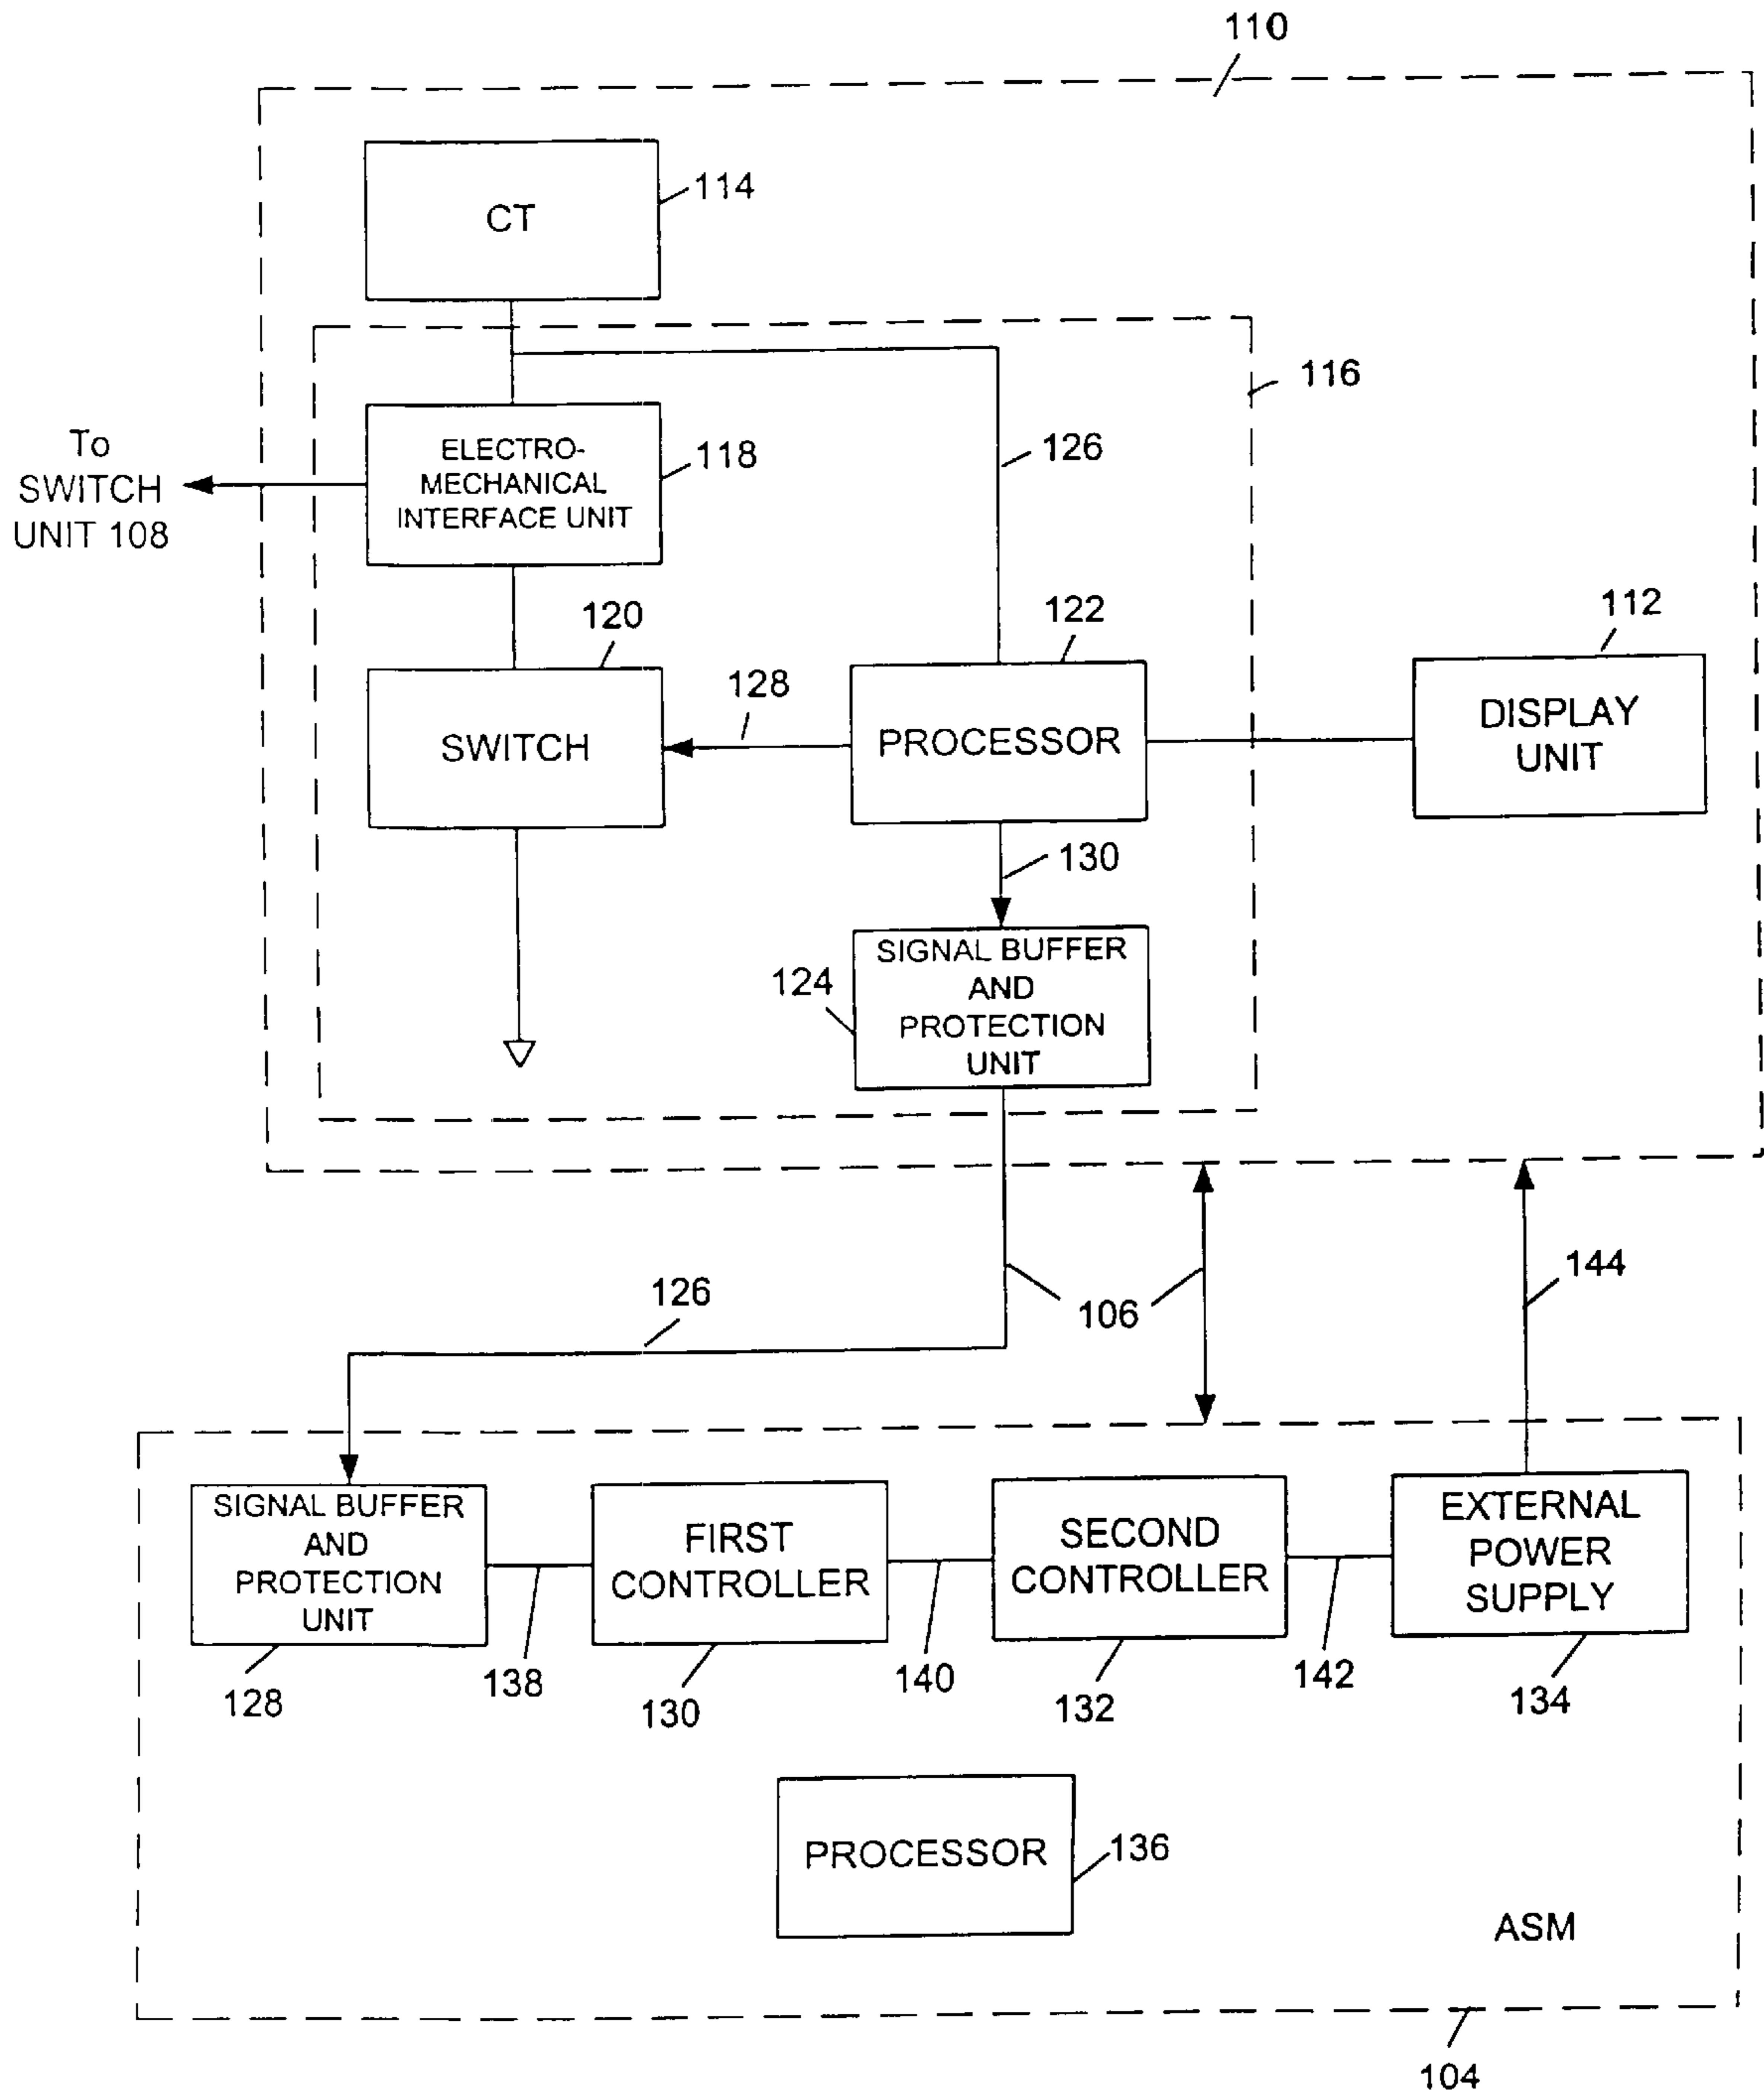 110
CT
114
116
To
SWITCH
UNIT 108
ELECTRO-
MECHANICAL
INTERFACE UNIT
118
126
120
122
112
SWITCH
128
PROCESSOR
DISPLAY
UNIT
130
124
SIGNAL BUFFER
AND
PROTECTION
UNIT
126
106
144
SIGNAL BUFFER
AND
PROTECTION
UNIT
FIRST
CONTROLLER
SECOND
CONTROLLER
EXTERNAL
POWER
SUPPLY
128
138
130
140
132
142
134
PROCESSOR
136
ASM
104